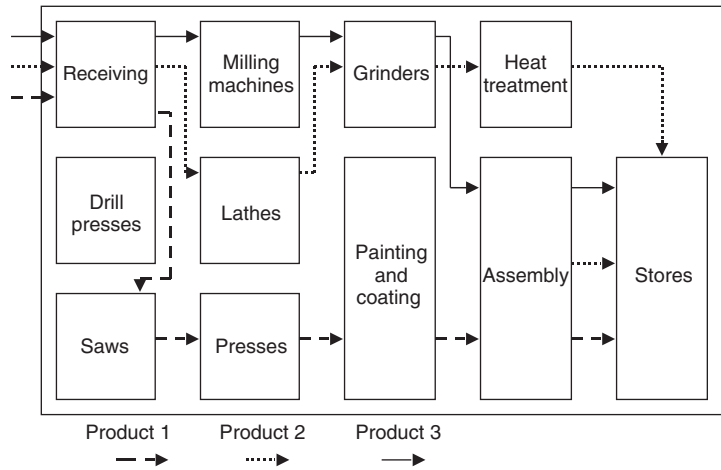 Receiving
Milling
machines
Grinders
Heat
treatment
Drill
presses
Lathes
Painting
and
coating
Assembly
Stores
Saws
Presses
Product 1
Product 2
Product 3